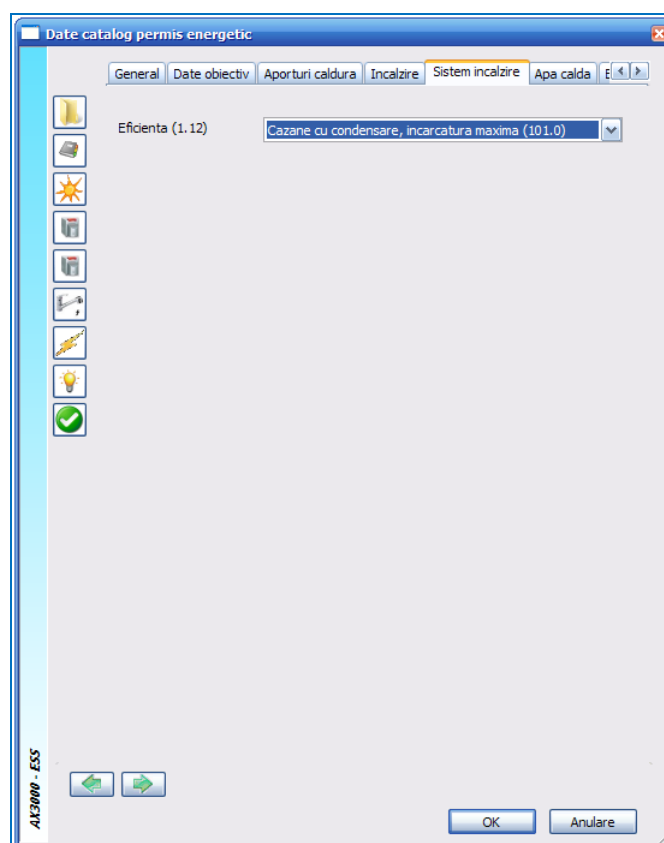 Date catalog permis energetic
General Date obiectiv Aporturi caldura Incalzire Sistem incalzire Apa calda E
Eficienta (1.12) Cazane cu condensare, incarcatura maxima (101.0)
AX3000 - ESS
OK Anulare